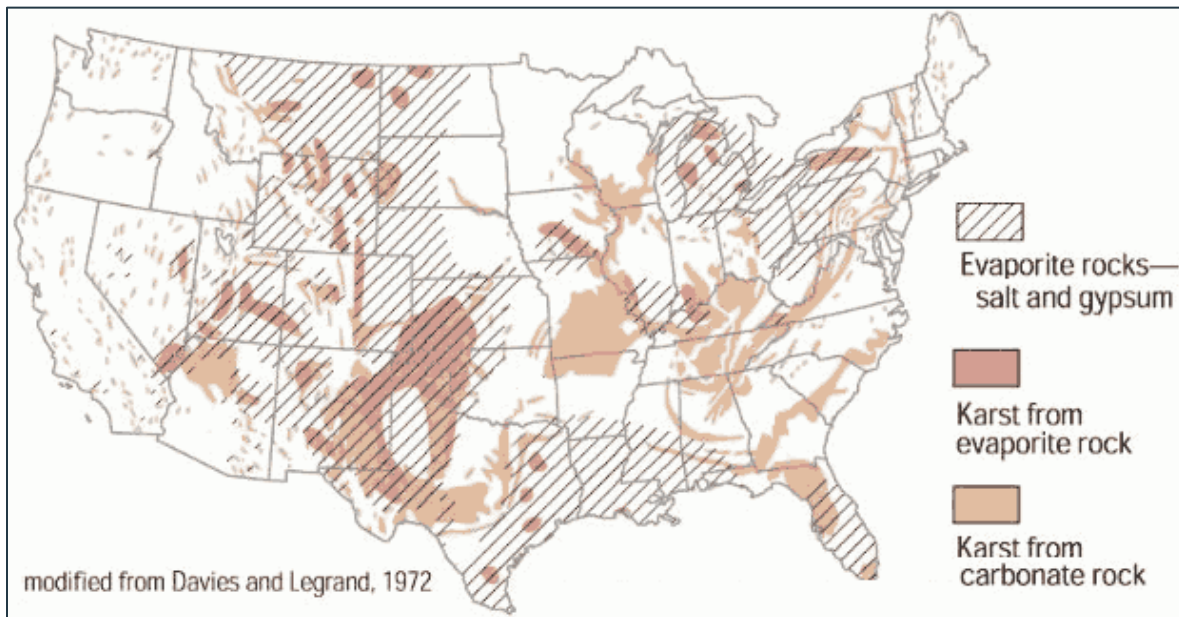 Evaporite rocks—
salt and gypsum
Karst from
evaporite rock
Karst from
carbonate rock
modified from Davies and Legrand, 1972